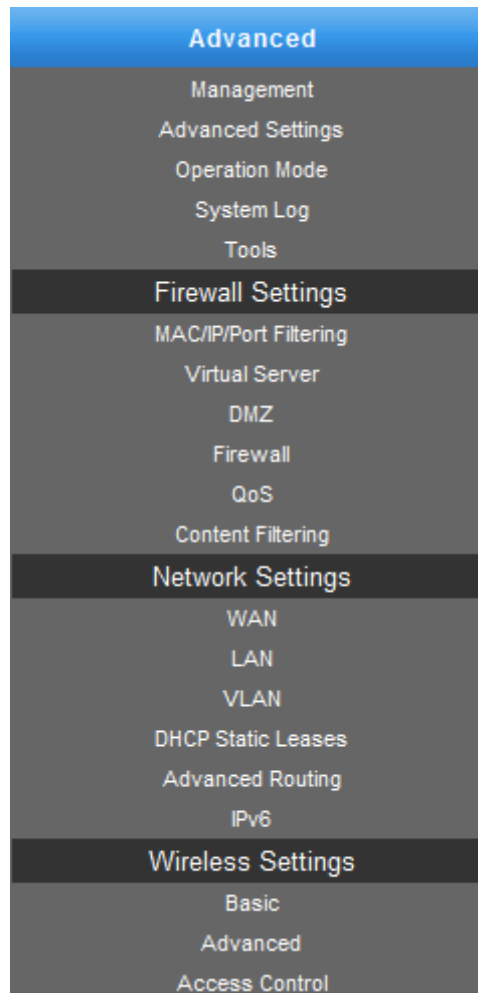 Advanced
Management
Advanced Settings
Operation Mode
System Log
Tools
Firewall Settings
MAC/IP/Port Filtering
Virtual Server
DMZ
Firewall
QoS
Content Filtering
Network Settings
WAN
LAN
VLAN
DHCP Static Leases
Advanced Routing
IPv6
Wireless Settings
Basic
Advanced
Access Control